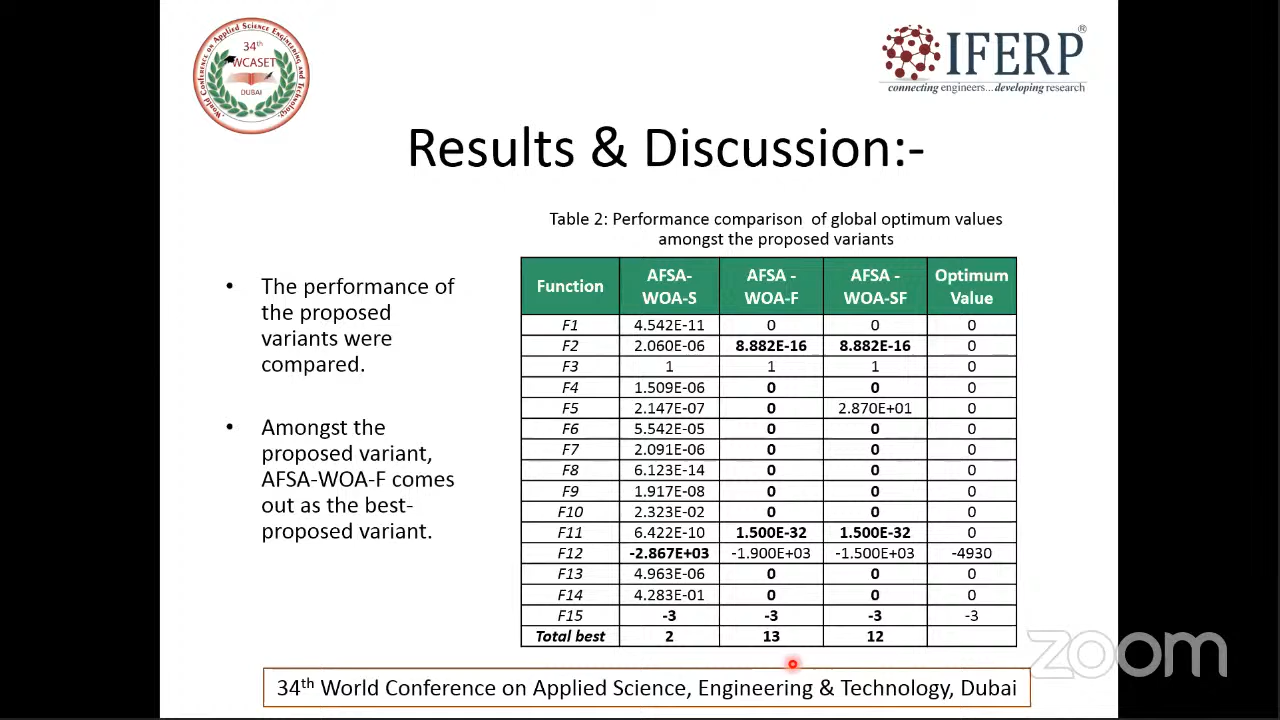 World Conference on Applied Science Engineering and Technology
34th
WCASET
DUBAI
IFERP®
connecting engineers...developing research
Results & Discussion:-
Table 2: Performance comparison of global optimum values
amongst the proposed variants
• The performance of
the proposed
variants were
compared.
• Amongst the
proposed variant,
AFSA-WOA-F comes
out as the best-
proposed variant.
Function AFSA-WOA-S AFSA - WOA-F AFSA - WOA-SF Optimum Value
F1 4.542E-11 0 0 0
F2 2.060E-06 8.882E-16 8.882E-16 0
F3 1 1 1 0
F4 1.509E-06 0 0 0
F5 2.147E-07 0 2.870E+01 0
F6 5.542E-05 0 0 0
F7 2.091E-06 0 0 0
F8 6.123E-14 0 0 0
F9 1.917E-08 0 0 0
F10 2.323E-02 0 0 0
F11 6.422E-10 1.500E-32 1.500E-32 0
F12 -2.867E+03 -1.900E+03 -1.500E+03 -4930
F13 4.963E-06 0 0 0
F14 4.283E-01 0 0 0
F15 -3 -3 -3 -3
Total best 2 13 12
zoom
34th World Conference on Applied Science, Engineering & Technology, Dubai